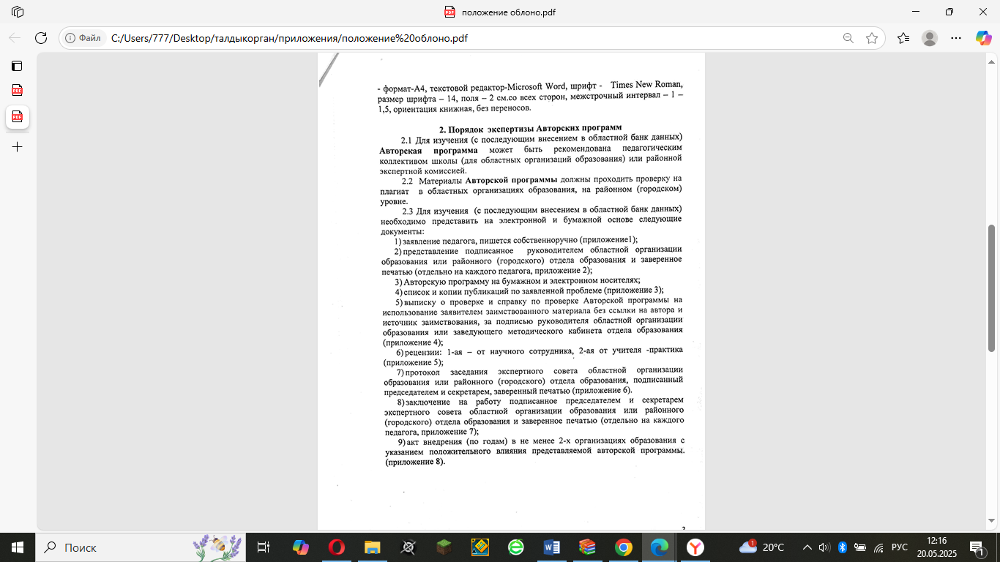 положение облоно.pdf
Файл
C:/Users/777/Desktop/талдыкорган/приложения/положение%20облоно.pdf
- формат-А4, текстовой редактор-Microsoft Word, шрифт - Times New Roman,
размер шрифта – 14, поля – 2 см.со всех сторон, межстрочный интервал – 1 –
1,5, ориентация книжная, без переносов.
2. Порядок экспертизы Авторских программ
2.1 Для изучения (с последующим внесением в областной банк данных)
Авторская программа может быть рекомендована педагогическим
коллективом школы (для областных организаций образования) или районной
экспертной комиссией.
2.2 Материалы Авторской программы должны проходить проверку на
плагиат в областных организациях образования, на районном (городском)
уровне.
2.3 Для изучения (с последующим внесением в областной банк данных)
необходимо представить на электронной и бумажной основе следующие
документы:
1) заявление педагога, пишется собственноручно (приложение1);
2) представление подписанное руководителем областной организации
образования или районного (городского) отдела образования и заверенное
печатью (отдельно на каждого педагога, приложение 2);
3) Авторскую программу на бумажном и электронном носителях;
4) список и копии публикаций по заявленной проблеме (приложение 3);
5) выписку о проверке и справку по проверке Авторской программы на
использование заявителем заимствованного материала без ссылки на автора и
источник заимствования, за подписью руководителя областной организации
образования или заведующего методического кабинета отдела образования
(приложение 4);
6) рецензии: 1-ая – от научного сотрудника, 2-ая от учителя -практика
(приложение 5);
7) протокол заседания экспертного совета областной организации
образования или районного (городского) отдела образования, подписанный
председателем и секретарем, заверенный печатью (приложение 6).
8) заключение на работу подписанное председателем и секретарем
экспертного совета областной организации образования или районного
(городского) отдела образования и заверенное печатью (отдельно на каждого
педагога, приложение 7);
9) акт внедрения (по годам) в не менее 2-х организациях образования с
указанием положительного влияния представляемой авторской программы.
(приложение 8).
Поиск
1
20°C
РУС
12:16
20.05.2025
1